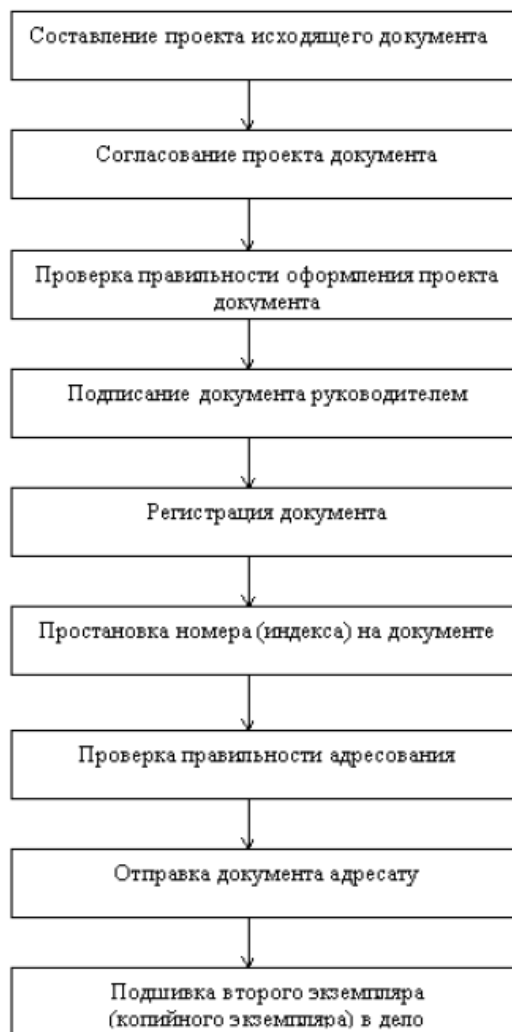 Составление проекта исходящего документа
Согласование проекта документа
Проверка правильности оформления проекта
документа
Подписание документа руководителем
Регистрация документа
Простановка номера (индекса) на документе
Проверка правильности адресования
Отправка документа адресату
Подшивка второго экземпляра
(копийного экземпляра) в дело